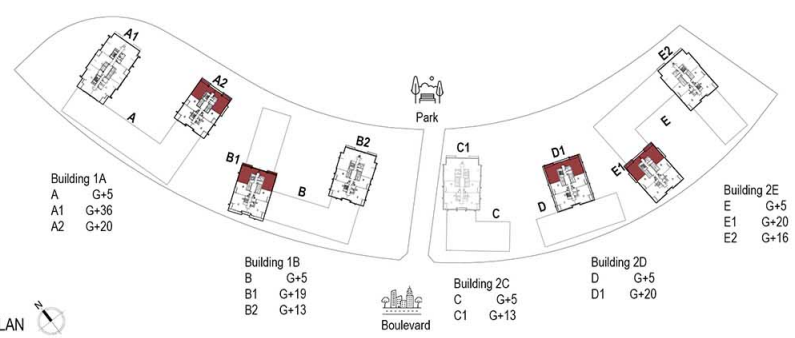 A1
A2
A
Building 1A
A G+5
A1 G+36
A2 G+20
B1
B2
B
Building 1B
B G+5
B1 G+19
B2 G+13
Park
C1
C
Building 2C
C G+5
C1 G+13
D1
D
Building 2D
D G+5
D1 G+20
E2
E
E1
Building 2E
E G+5
E1 G+20
E2 G+16
Boulevard
N
LAN